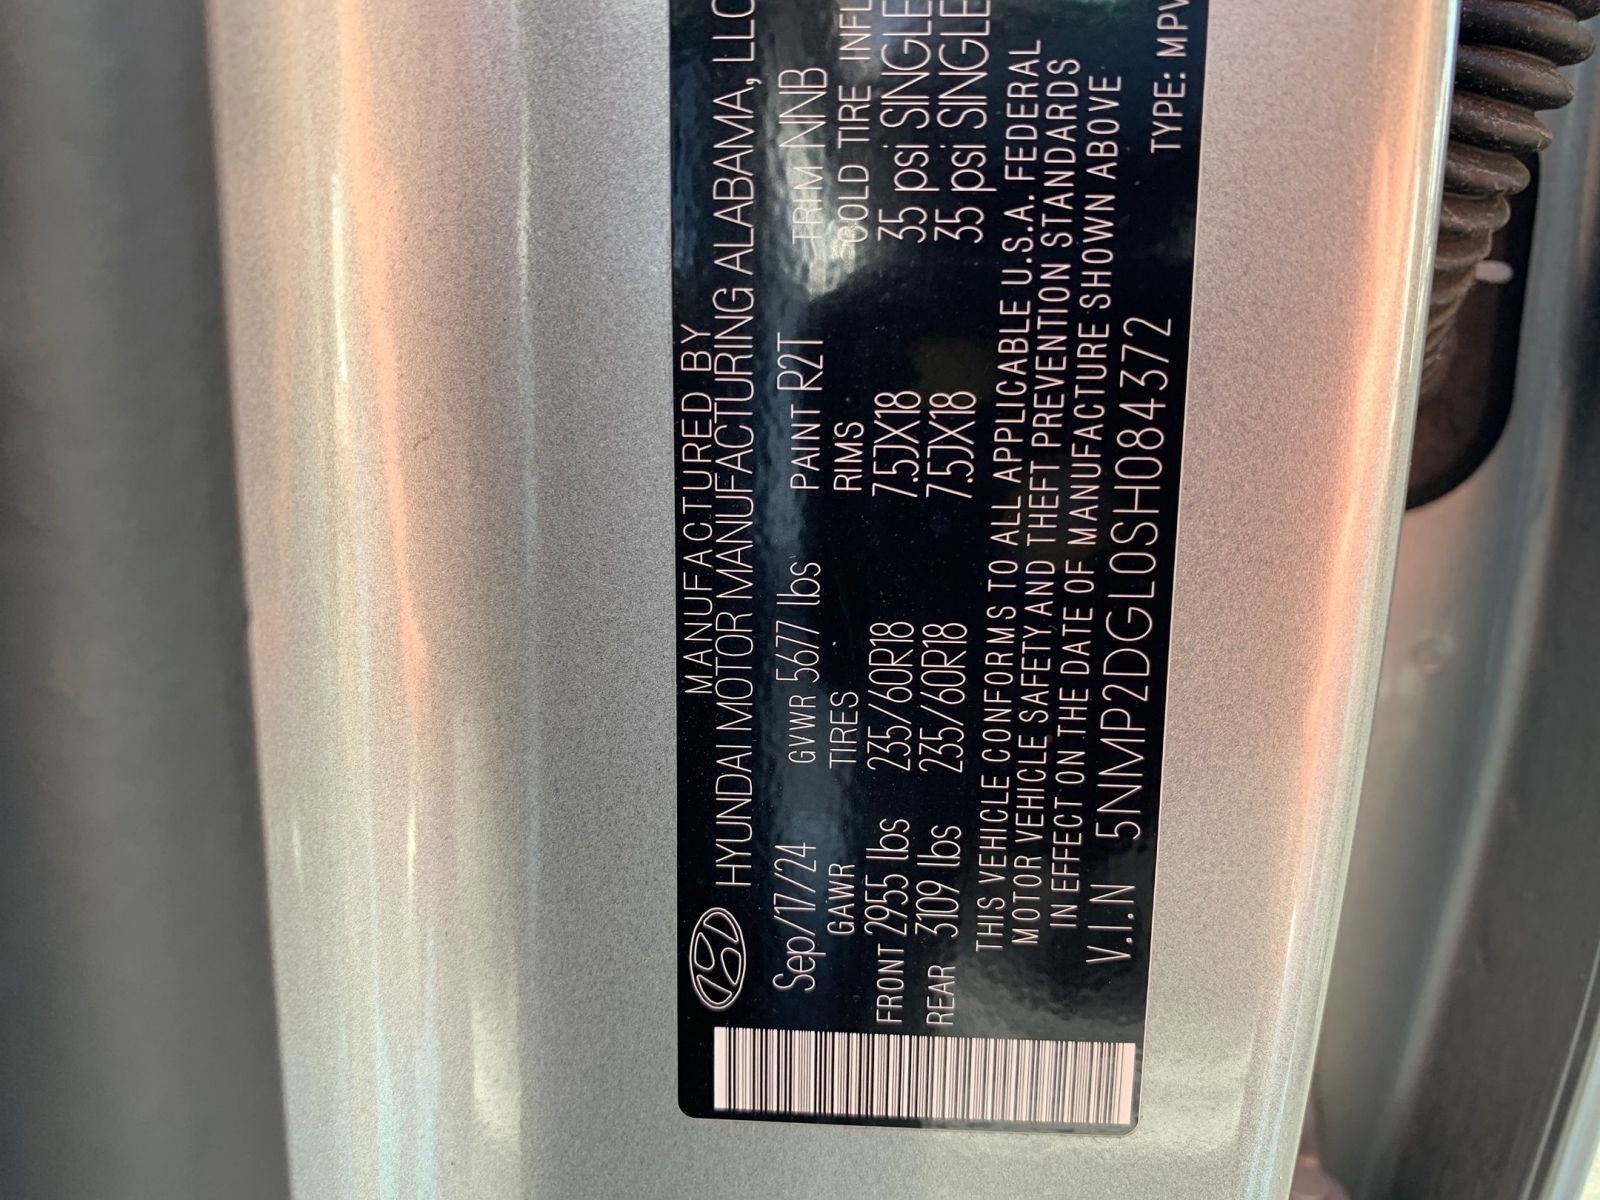 MANUFACTURED BY
HYUNDAI MOTOR MANUFACTURING ALABAMA, LLC
Sep/17/24 GVWR 5677 lbs PAINT R2T TRIM NNB
GAWR TIRES RIMS COLD TIRE INFL
FRONT 2955 lbs 235/60R18 7.5JX18 35 psi SINGLE
REAR 3109 lbs 235/60R18 7.5JX18 35 psi SINGLE
THIS VEHICLE CONFORMS TO ALL APPLICABLE U.S.A. FEDERAL
MOTOR VEHICLE SAFETY AND THEFT PREVENTION STANDARDS
IN EFFECT ON THE DATE OF MANUFACTURE SHOWN ABOVE
V.I.N 5NMP2DGL0SH084372 TYPE: MPV